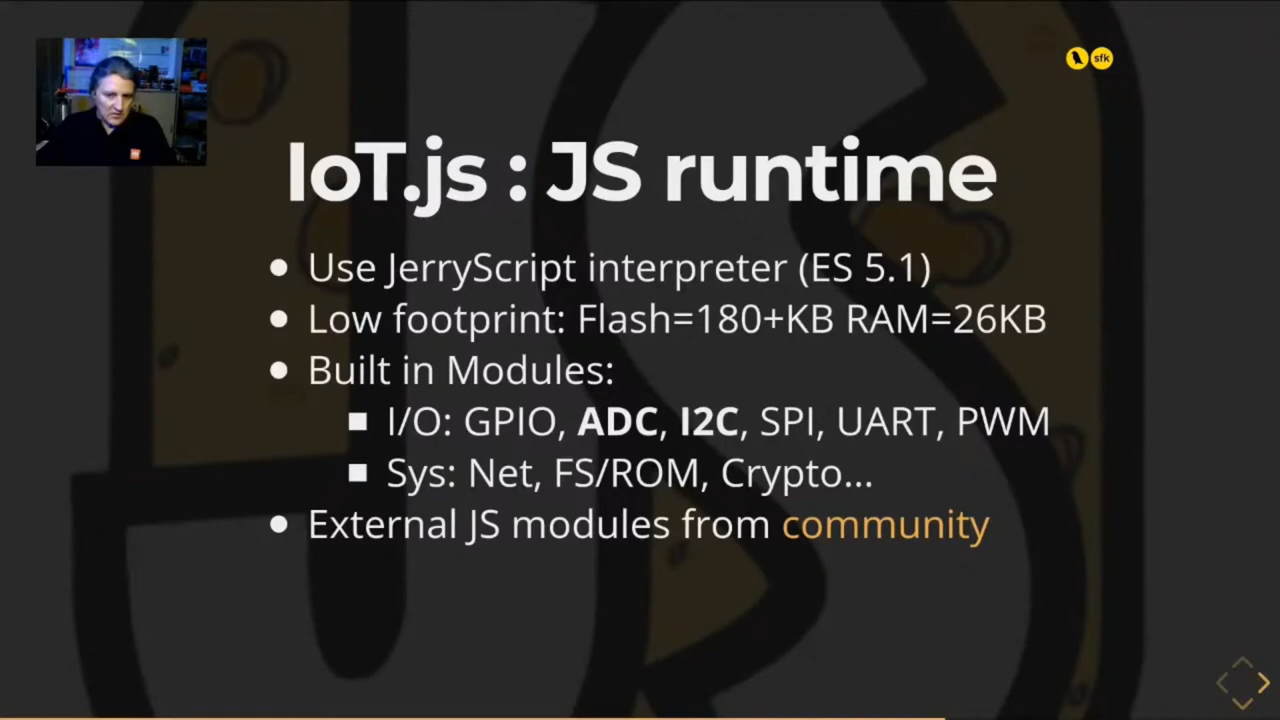 sfk
IoT.js : JS runtime
Use JerryScript interpreter (ES 5.1)
Low footprint: Flash=180+KB RAM=26KB
Built in Modules:
I/O: GPIO, ADC, I2C, SPI, UART, PWM
Sys: Net, FS/ROM, Crypto...
External JS modules from community